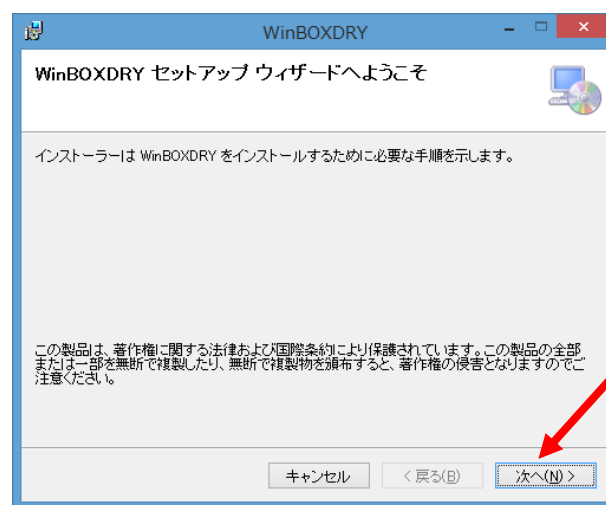 WinBOXDRY
WinBOXDRY セットアップ ウィザードへようこそ
インストーラーは WinBOXDRY をインストールするために必要な手順を示します。
この製品は、著作権に関する法律および国際条約により保護されています。この製品の全部
または一部を無断で複製したり、無断で複製物を頒布すると、著作権の侵害となりますのでご
注意ください。
キャンセル < 戻る(B) 次へ(N) >